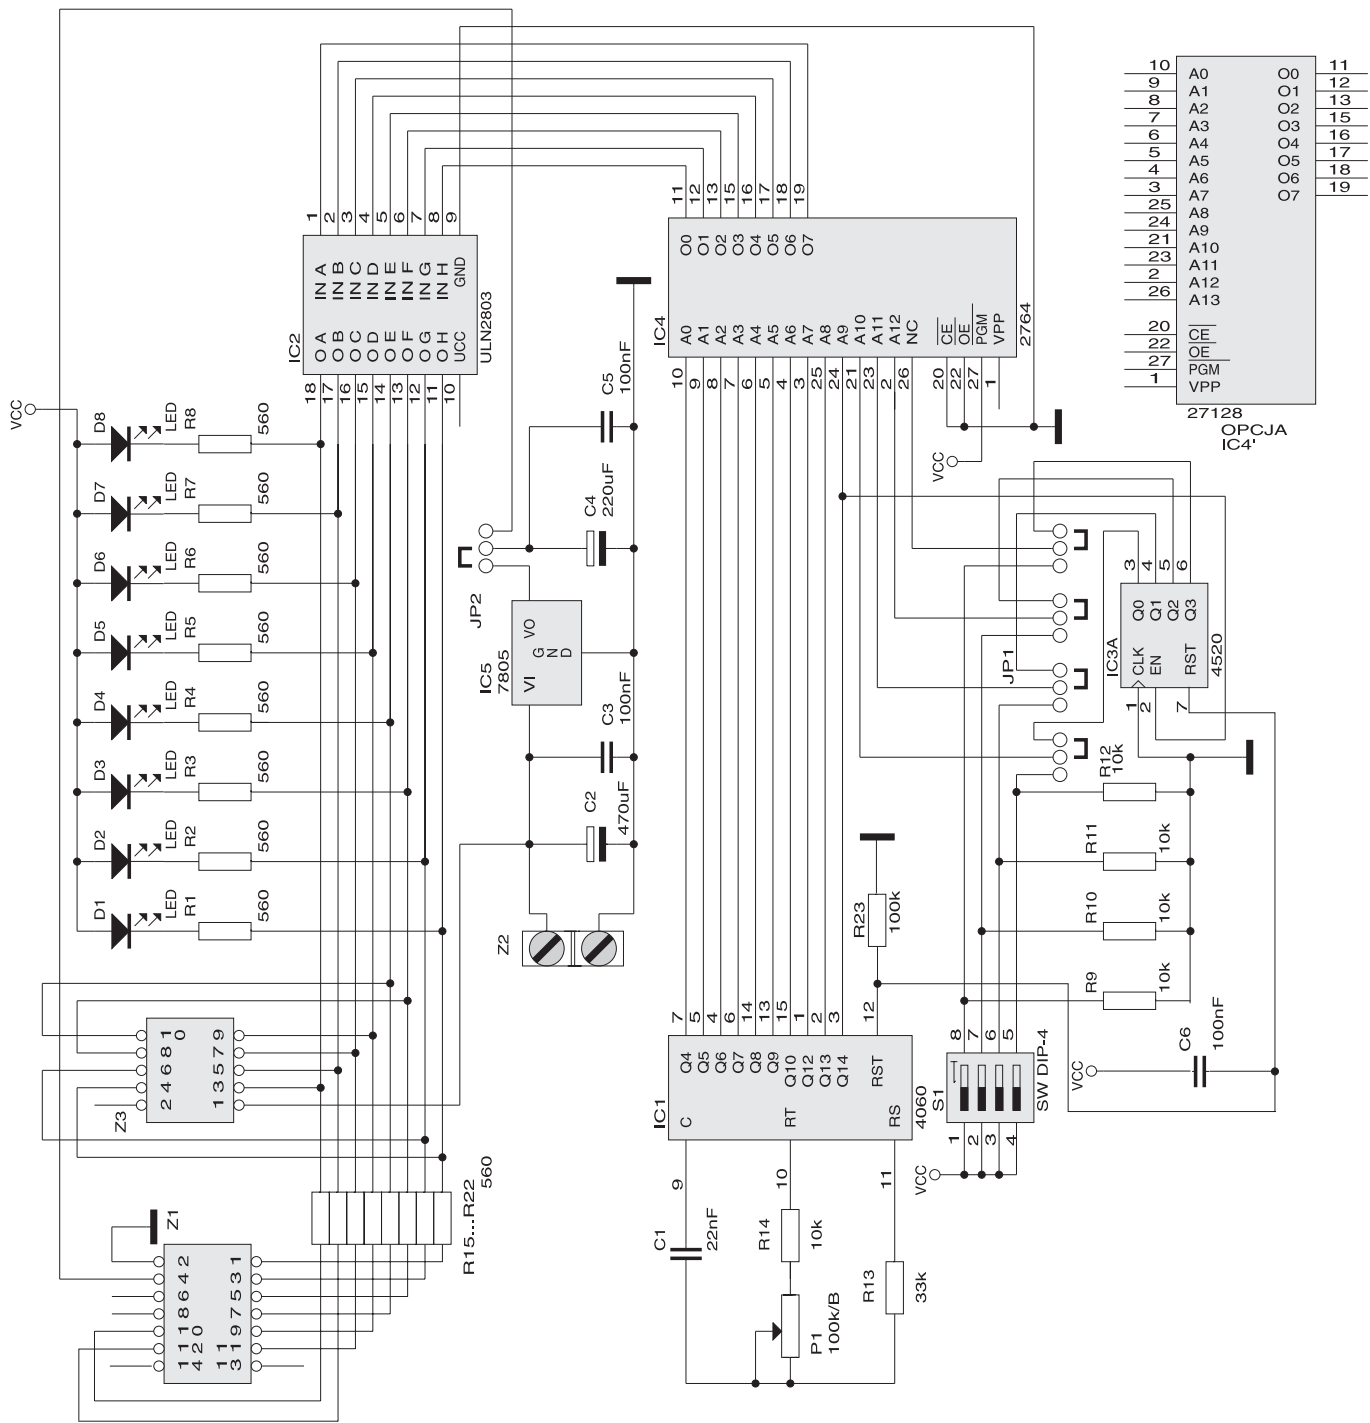 VCC
D8
LED
R8
560
D7
LED
R7
560
D6
LED
R6
560
D5
LED
R5
560
D4
LED
R4
560
D3
LED
R3
560
D2
LED
R2
560
D1
LED
R1
560
1 2 3 4 5 6 7 8 9
IN A IN B IN C IN D IN E IN F IN G IN H GND
OA OB OC OD OE OF OG OH UCC
IC2
ULN2803
18 17 16 15 14 13 12 11 10
C5
100nF
C4
220uF
JP2
IC5
7805
VO
GND
VI
C3
100nF
C2
470uF
Z2
11 12 13 15 16 17 18 19
O0 O1 O2 O3 O4 O5 O6 O7
IC4
A0 A1 A2 A3 A4 A5 A6 A7 A8 A9 A10 A11 A12 NC CE OE PGM VPP
2764
10 9 8 7 6 5 4 3 25 24 21 23 2 26 20 22 27 1
VCC
10 A0 O0 11
9 A1 O1 12
8 A2 O2 13
7 A3 O3 15
6 A4 O4 16
5 A5 O5 17
4 A6 O6 18
3 A7 O7 19
25 A8
24 A9
21 A10
23 A11
2 A12
26 A13
20 CE
22 OE
27 PGM
1 VPP
27128
OPCJA
IC4'
JP1
3 4 5 6
Q0 Q1 Q2 Q3
IC3A
CLK EN RST
4520
1 2 7
R12
10k
R11
10k
R10
10k
R9
10k
C6
100nF
VCC
R23
100k
7 5 4 6 14 13 15 1 2 3 12
Q4 Q5 Q6 Q7 Q8 Q9 Q10 Q12 Q13 Q14 RST
IC1
C RT RS
4060
9 10 11
C1
22nF
R14
10k
P1
100k/B
R13
33k
8 7 6 5
S1
SW DIP-4
1 2 3 4
VCC
2 4 6 8 10
1 3 5 7 9
Z3
R15...R22
560
Z1
14 12 10 8 6 4 2
13 11 9 7 5 3 1